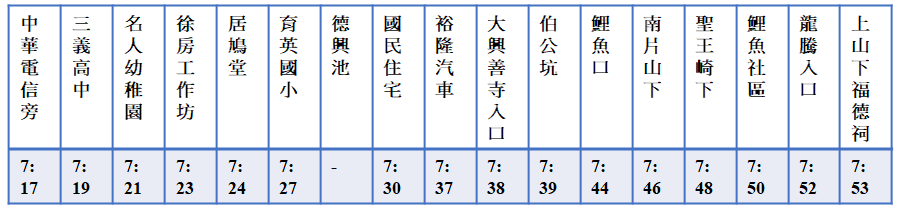 中華電信旁
三義高中
名人幼稚園
徐房工作坊
居鳩堂
育英國小
德興池
國民住宅
裕隆汽車
大興善寺入口
伯公坑
鯉魚口
南片山下
聖王崎下
鯉魚社區
龍騰入口
上山下福德祠
7:17
7:19
7:21
7:23
7:24
7:27
-
7:30
7:37
7:38
7:39
7:44
7:46
7:48
7:50
7:52
7:53